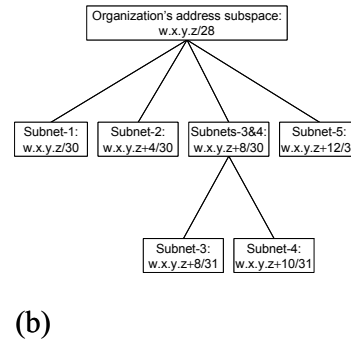 Organization's address subspace:
w.x.y.z/28
Subnet-1:
w.x.y.z/30
Subnet-2:
w.x.y.z+4/30
Subnets-3&4:
w.x.y.z+8/30
Subnet-5:
w.x.y.z+12/3
Subnet-3:
w.x.y.z+8/31
Subnet-4:
w.x.y.z+10/31
(b)